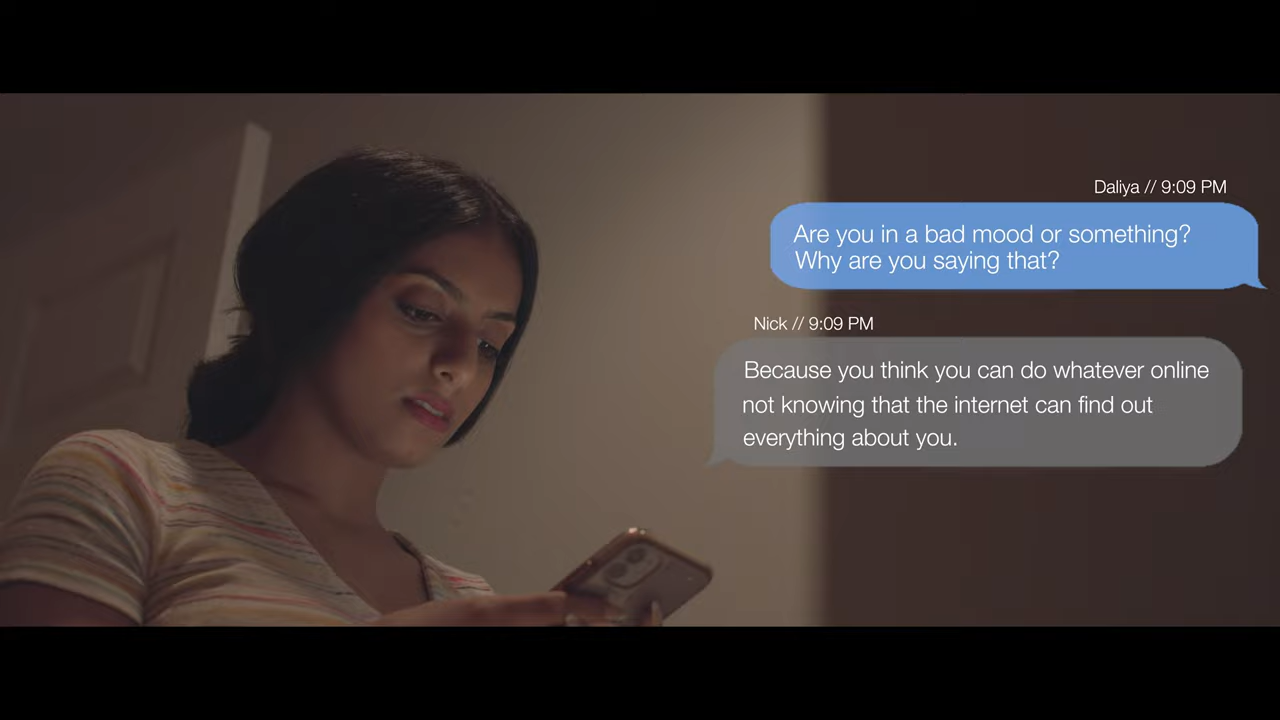 Daliya // 9:09 PM
Are you in a bad mood or something?
Why are you saying that?
Nick // 9:09 PM
Because you think you can do whatever online
not knowing that the internet can find out
everything about you.